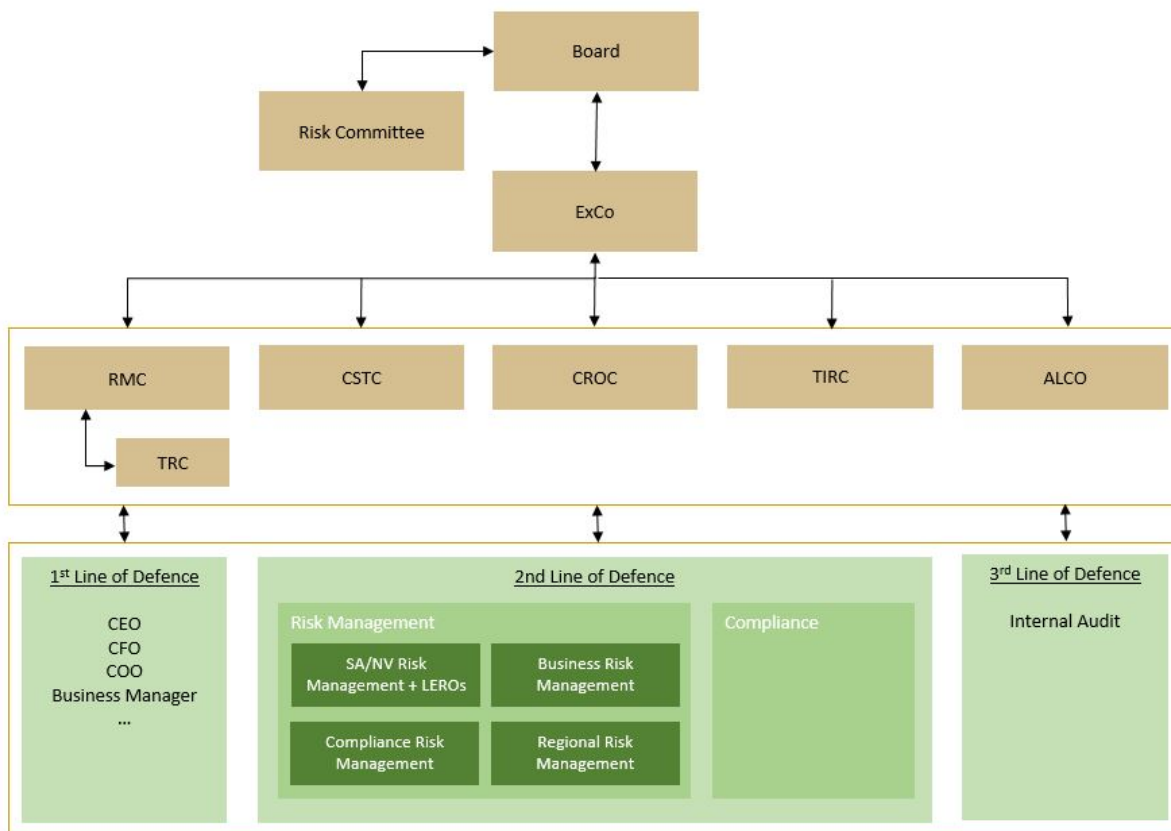 Board
Risk Committee
ExCo
RMC
CSTC
CROC
TIRC
ALCO
TRC
1st Line of Defence
CEO
CFO
COO
Business Manager
...
2nd Line of Defence
Risk Management
SA/NV Risk
Management + LEROs
Business Risk
Management
Compliance Risk
Management
Regional Risk
Management
Compliance
3rd Line of Defence
Internal Audit